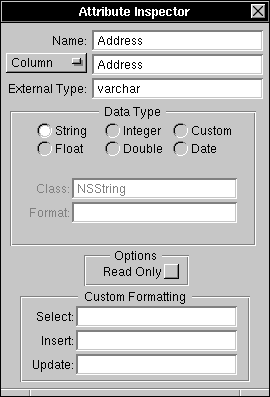 Attribute Inspector
Name: Address
Column Address
External Type: varchar
Data Type
String Integer Custom
Float Double Date
Class: NSString
Format:
Options
Read Only
Custom Formatting
Select:
Insert:
Update: